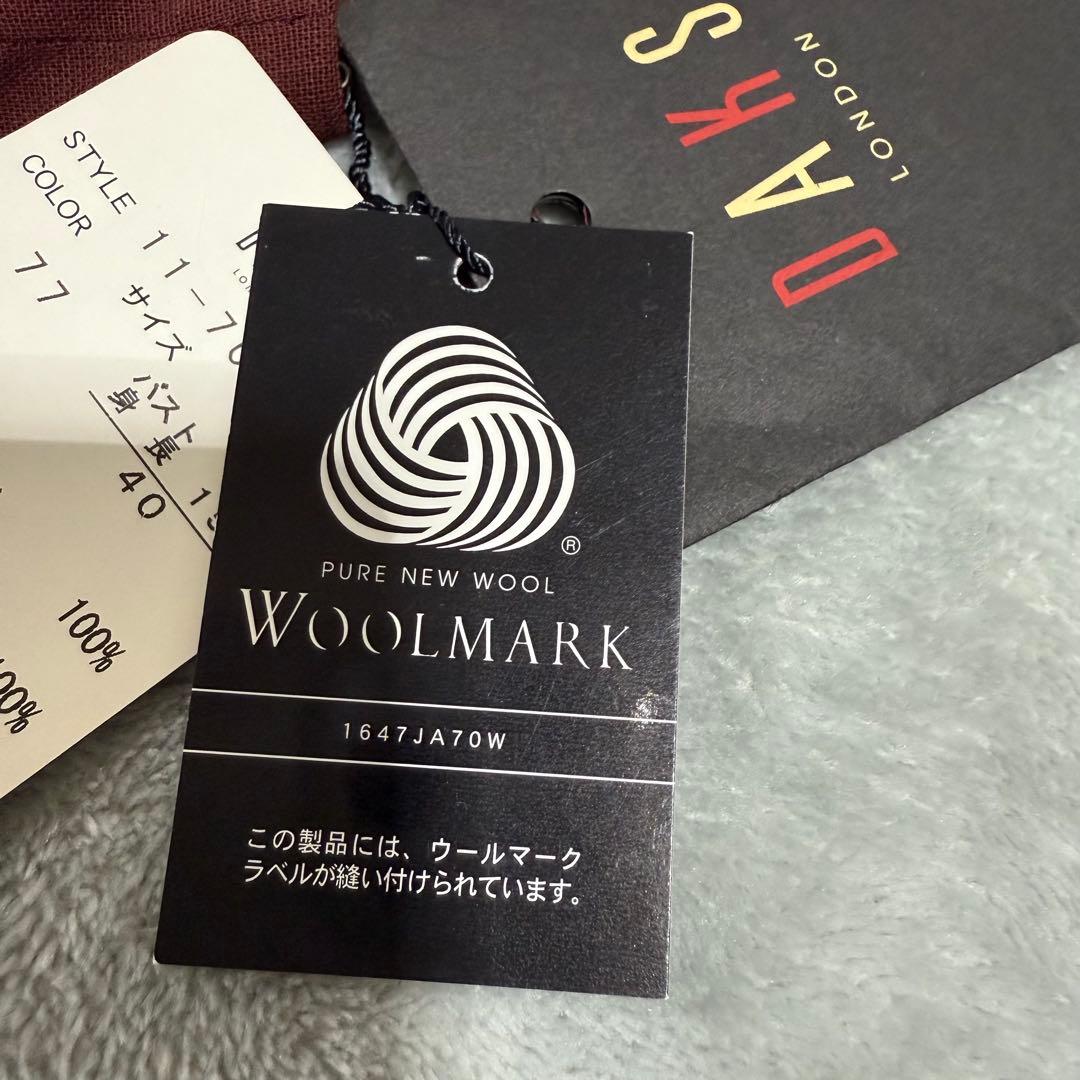 DAKS
LONDON
STYLE 11-70
COLOR サイズ
77 バスト
身長 1
40
100%
00%
®
PURE NEW WOOL
WOOLMARK
1647JA70W
この製品には、ウールマーク
ラベルが縫い付けられています。